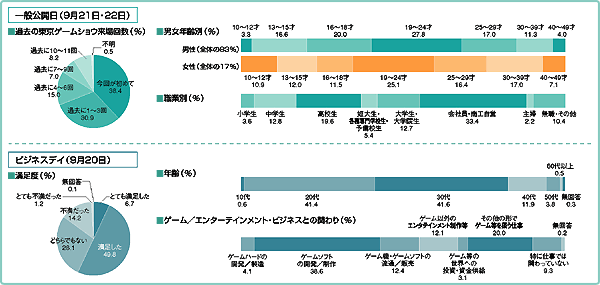 一般公開日(9月21日・22日)
■過去の東京ゲームショウ来場回数(%)
不明
0.5
過去に10〜11回
8.2
過去に7〜9回
7.0
過去に4〜6回
15.0
過去に1〜3回
30.9
今回が初めて
38.4
■男女年齢別(%)
10〜12才 13〜15才 16〜18才 19〜24才 25〜29才 30〜39才 40〜49才
3.3 16.6 20.0 27.8 17.0 11.3 4.0
男性(全体の83%)
女性(全体の17%)
10〜12才 13〜15才 16〜18才 19〜24才 25〜29才 30〜39才 40〜49才
10.9 12.0 11.5 25.1 16.4 17.0 7.1
■職業別(%)
小学生 中学生 高校生 短大生・各種専門学校生・予備校生 大学生・大学院生 会社員・商工自営 主婦 無職・その他
3.6 12.8 19.6 5.4 12.7 33.4 2.2 10.4
ビジネスデイ(9月20日)
■満足度(%)
無回答
0.1
とても不満だった
1.2
とても満足した
6.7
不満だった
14.2
どちらでもない
28.1
満足した
49.8
■年齢(%)
60代以上
0.5
10代 20代 30代 40代 50代 無回答
0.6 41.4 41.6 11.9 3.8 0.3
■ゲーム/エンターテインメント・ビジネスとの関わり(%)
ゲーム以外のエンタテインメント制作等
12.1
その他の形でゲーム等を扱う仕事
20.0
無回答
0.2
ゲームハードの開発/製造
4.1
ゲームソフトの開発/制作
38.6
ゲーム機・ゲームソフトの流通/販売
12.4
ゲーム等の世界への投資・資金供給
3.1
特に仕事では関わっていない
9.3